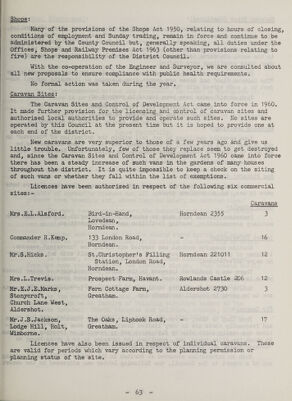 Shops:
Many of the provisions of the Shops Act 1950, relating to hours of closing,
conditions of employment and Sunday trading, remain in force and continue to be
administered by the County Council but, generally speaking, all duties under the
Offices, Shops and Railway Premises Act 1963 (other than provisions relating to
fire) are the responsibility of the District Council.
With the co-operation of the Engineer and Surveyor, we are consulted about
all new proposals to ensure compliance with public health requirements.
No formal action was taken during the year.
Caravan Sites:
The Caravan Sites and Control of Development Act came into force in 1960.
It made further provision for the licensing and control of caravan sites and
authorised local authorities to provide and operate such sites. No sites are
operated by this Council at the present time but it is hoped to provide one at
each end of the district.
New caravans are very superior to those of a few years ago and give us
little trouble. Unfortunately, few of those they replace seem to get destroyed
and, since the Caravan Sites and Control of Development Act 1960 came into force
there has been a steady increase of such vans in the gardens of many houses
throughout the district. It is quite impossible to keep a check on the siting
of such vans or whether they fall within the list of exemptions.
Licences have been authorised in respect of the following six commercial
sites:-
Caravans
Mrs.E.L.Alsford. Bird-in-Hand, Horndean 2355 3
Lovedean,
Horndean.
Commander R.Kemp. 133 London Road, - 16
Horndean.
Mr.S.Hicks. St.Christopher's Filling Horndean 221011 12
Station, London Road,
Horndean.
Mrs.L.Trevis. Prospect Farm, Havant. Rowlands Castle 206 12
Mr.E.J.E.Marks, Fern Cottage Farm, Aldershot 2730 3
Stonycroft, Greatham.
Church Lane West,
Aldershot.
Mr.J.S.Jackson, The Oaks, Liphook Road, - 17
Lodge Hill, Holt, Greatham.
Wimborne.
Licences have also been issued in respect of individual caravans. These
are valid for periods which vary according to the planning permission or
planning status of the site.
- 63 -